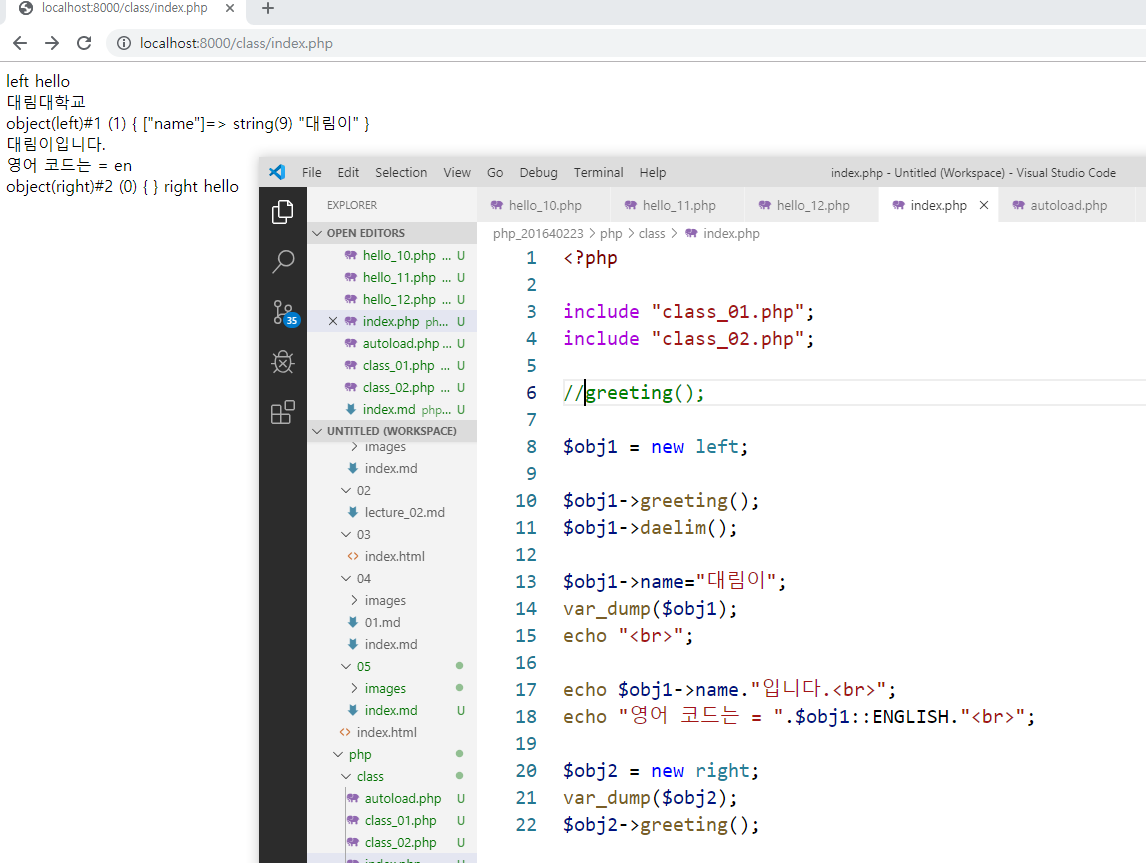 localhost:8000/class/index.php
localhost:8000/class/index.php
left hello
대림대학교
object(left)#1 (1) { ["name"]=> string(9) "대림이" }
대림이입니다.
영어 코드는 = en
object(right)#2 (0) { } right hello
File Edit Selection View Go Debug Terminal Help index.php - Untitled (Workspace) - Visual Studio Code
EXPLORER
OPEN EDITORS
hello_10.php ... U
hello_11.php ... U
hello_12.php ... U
index.php ph... U
autoload.php ... U
class_01.php ... U
class_02.php ... U
index.md php... U
35
UNTITLED (WORKSPACE)
images
index.md
02
lecture_02.md
03
index.html
04
images
01.md
index.md
05
images
index.md U
index.html
php
class
autoload.php U
class_01.php U
class_02.php U
index.php U
hello_10.php hello_11.php hello_12.php index.php autoload.php
php_201640223 > php > class > index.php
1 <?php
2
3 include "class_01.php";
4 include "class_02.php";
5
6 //greeting();
7
8 $obj1 = new left;
9
10 $obj1->greeting();
11 $obj1->daelim();
12
13 $obj1->name="대림이";
14 var_dump($obj1);
15 echo "<br>";
16
17 echo $obj1->name."입니다.<br>";
18 echo "영어 코드는 = ".$obj1::ENGLISH."<br>";
19
20 $obj2 = new right;
21 var_dump($obj2);
22 $obj2->greeting();